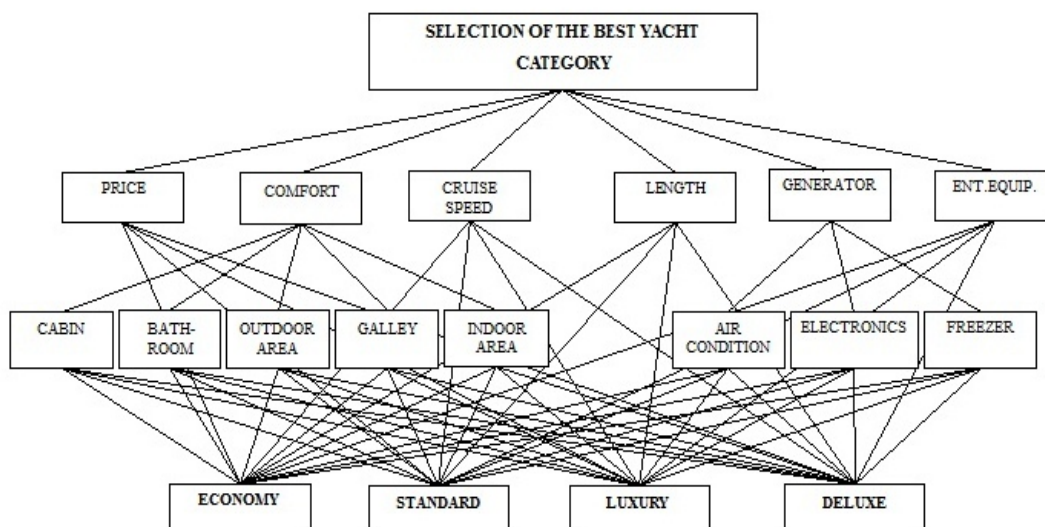 SELECTION OF THE BEST YACHT
CATEGORY
PRICE
COMFORT
CRUISE
SPEED
LENGTH
GENERATOR
ENT.EQUIP.
CABIN
BATH-
ROOM
OUTDOOR
AREA
GALLEY
INDOOR
AREA
AIR
CONDITION
ELECTRONICS
FREEZER
ECONOMY
STANDARD
LUXURY
DELUXE